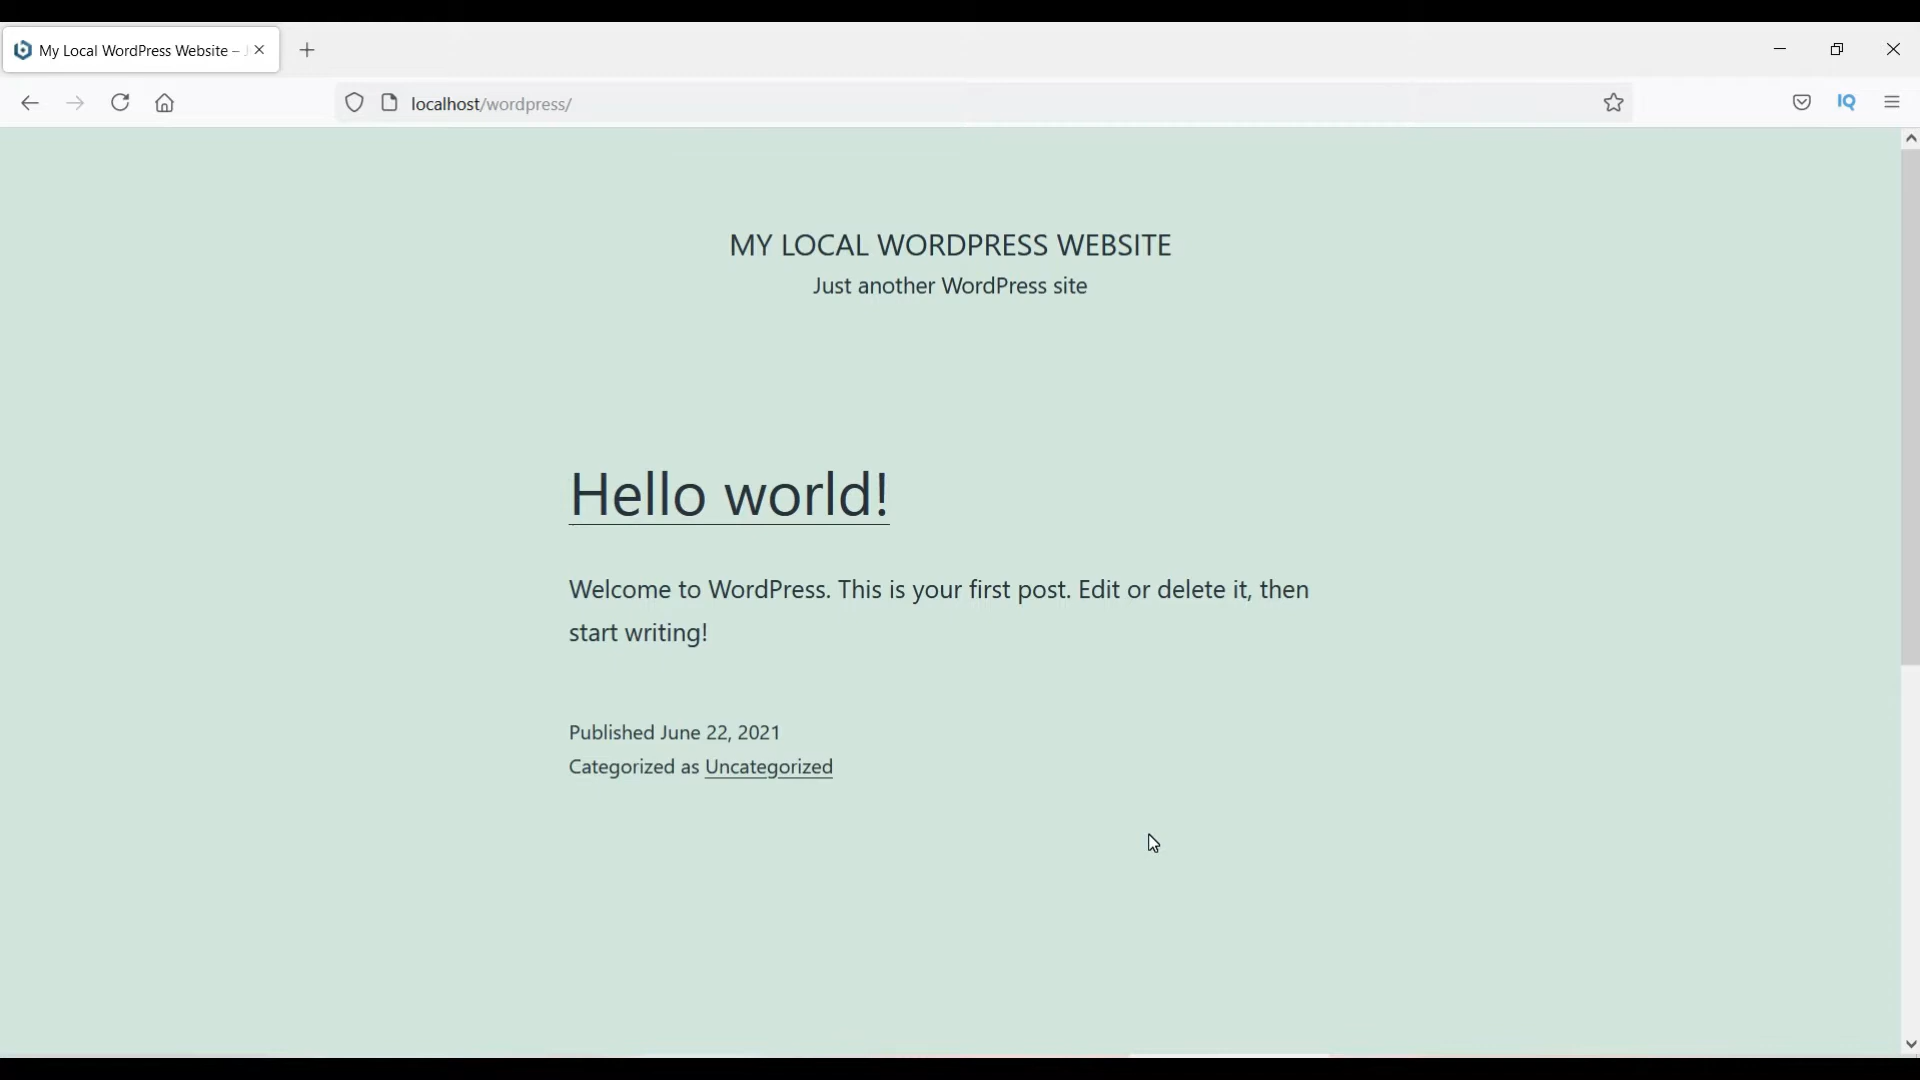 My Local WordPress Website –
localhost/wordpress/
IQ
MY LOCAL WORDPRESS WEBSITE
Just another WordPress site
Hello world!
Welcome to WordPress. This is your first post. Edit or delete it, then
start writing!
Published June 22, 2021
Categorized as Uncategorized